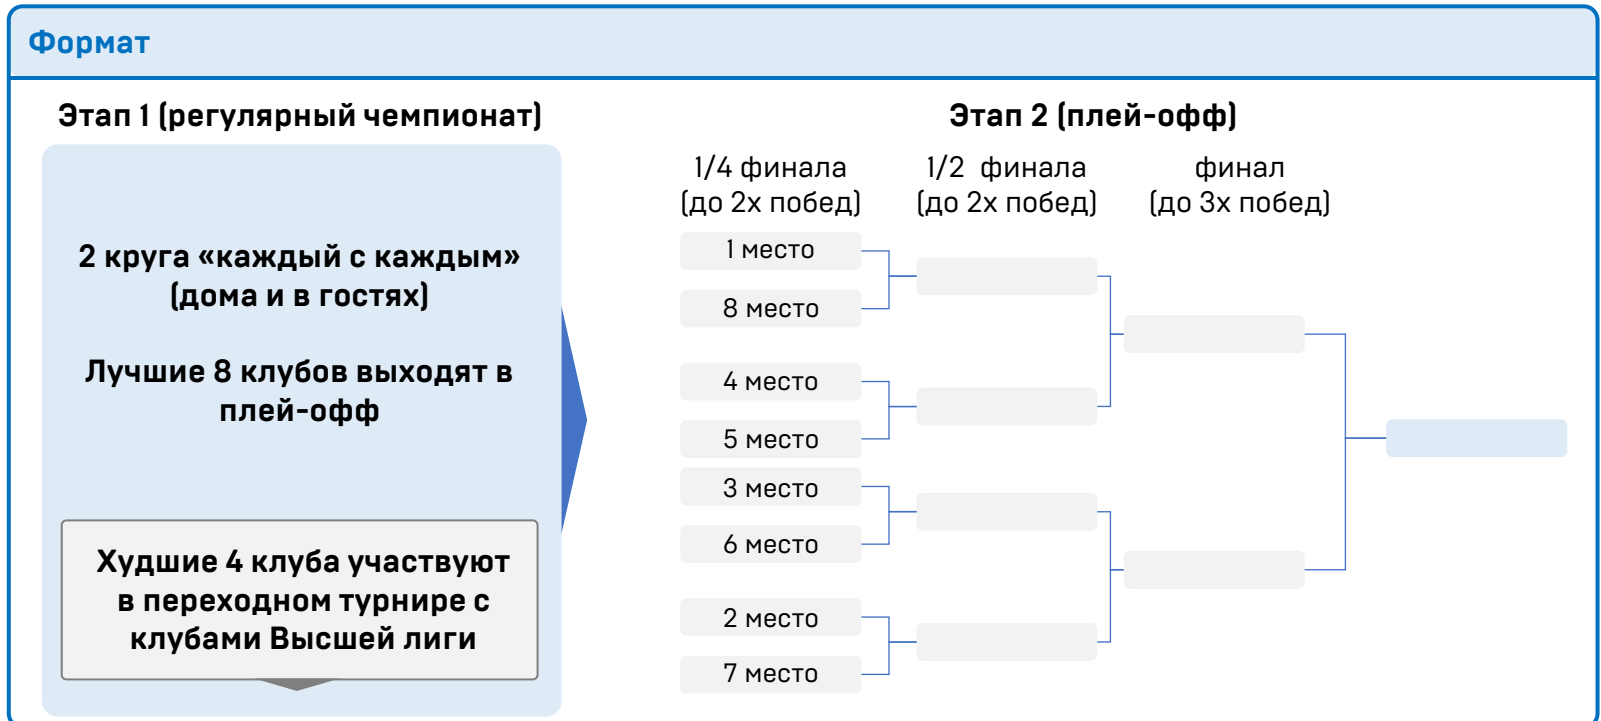 Формат
Этап 1 (регулярный чемпионат)
2 круга «каждый с каждым»
(дома и в гостях)
Лучшие 8 клубов выходят в
плей-офф
Худшие 4 клуба участвуют
в переходном турнире с
клубами Высшей лиги
Этап 2 (плей-офф)
1/4 финала
(до 2х побед)
1/2 финала
(до 2х побед)
финал
(до 3х побед)
1 место
8 место
4 место
5 место
3 место
6 место
2 место
7 место